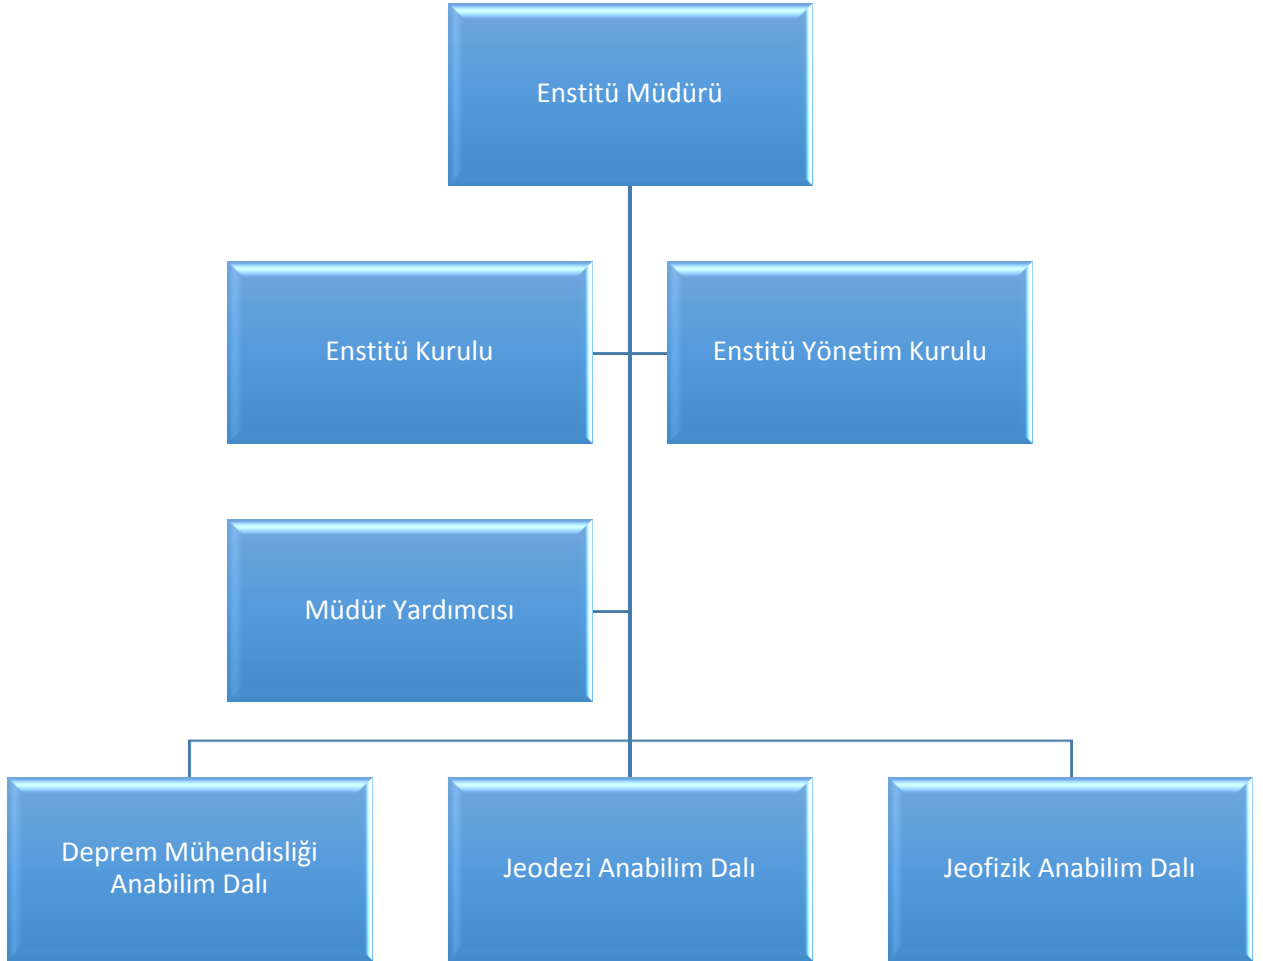 Enstitü Müdürü
Enstitü Kurulu
Enstitü Yönetim Kurulu
Müdür Yardımcısı
Deprem Mühendisliği
Anabilim Dalı
Jeodezi Anabilim Dalı
Jeofizik Anabilim Dalı